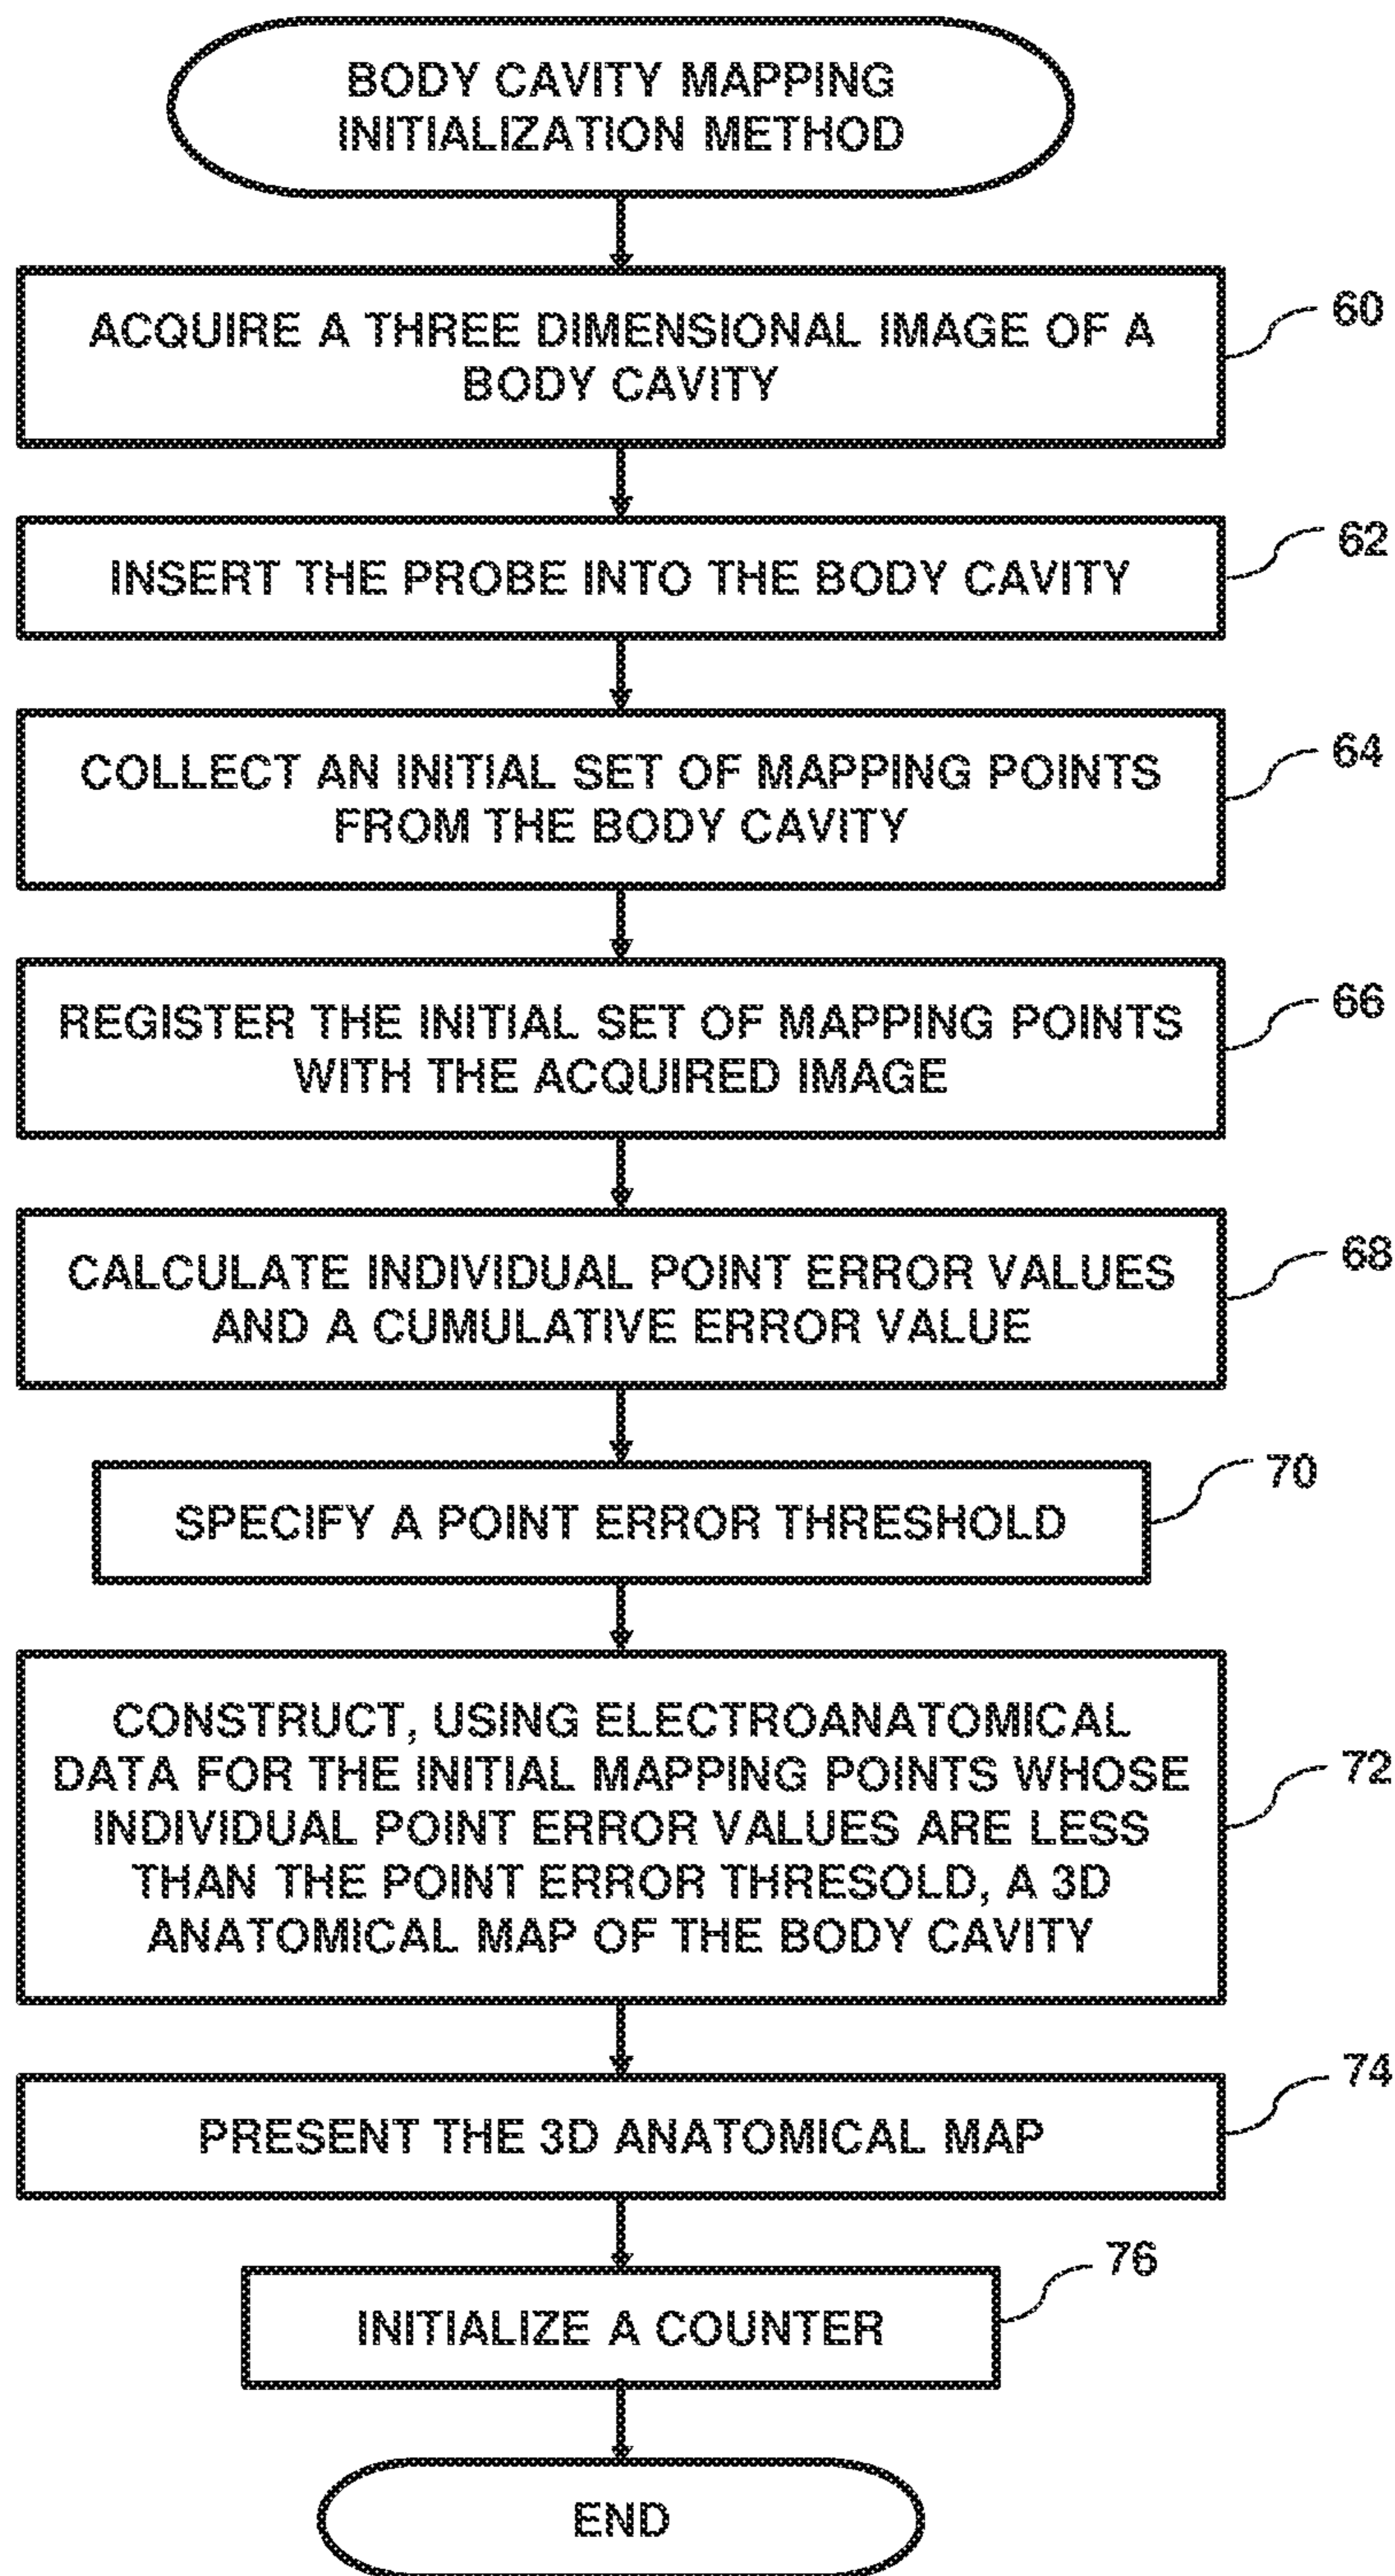 BODY CAVITY MAPPING
INITIALIZATION METHOD
ACQUIRE A THREE DIMENSIONAL IMAGE OF A
BODY CAVITY
60
INSERT THE PROBE INTO THE BODY CAVITY
62
COLLECT AN INITIAL SET OF MAPPING POINTS
FROM THE BODY CAVITY
64
REGISTER THE INITIAL SET OF MAPPING POINTS
WITH THE ACQUIRED IMAGE
66
CALCULATE INDIVIDUAL POINT ERROR VALUES
AND A CUMULATIVE ERROR VALUE
68
SPECIFY A POINT ERROR THRESHOLD
70
CONSTRUCT, USING ELECTROANATOMICAL
DATA FOR THE INITIAL MAPPING POINTS WHOSE
INDIVIDUAL POINT ERROR VALUES ARE LESS
THAN THE POINT ERROR THRESOLD, A 3D
ANATOMICAL MAP OF THE BODY CAVITY
72
PRESENT THE 3D ANATOMICAL MAP
74
INITIALIZE A COUNTER
76
END